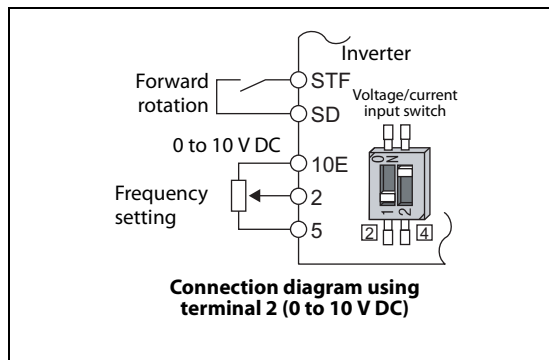 Inverter
Forward
rotation
STF
SD
Voltage/current
input switch
0 to 10 V DC
10E
Frequency
setting
2
5
ON
1 2
2 4
Connection diagram using
terminal 2 (0 to 10 V DC)